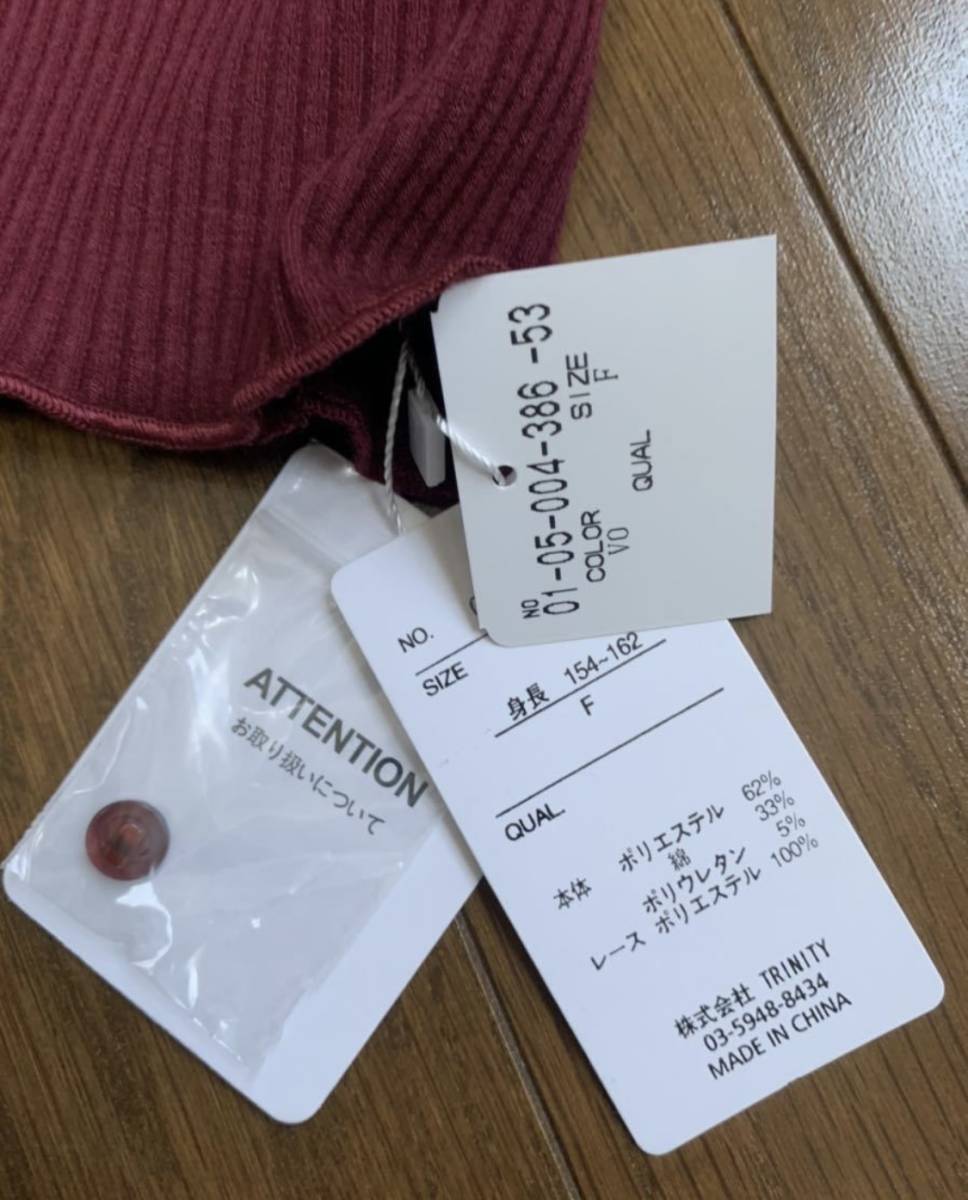 NO 01-05-004-386 -53
COLOR SIZE
VO F
QUAL
NO.
SIZE 身長 154~162
F
QUAL.
本体 ポリエステル 62%
綿 33%
ポリウレタン 5%
レース ポリエステル 100%
株式会社 TRINITY
03-5948-8434
MADE IN CHINA
ATTENTION
お取り扱いについて